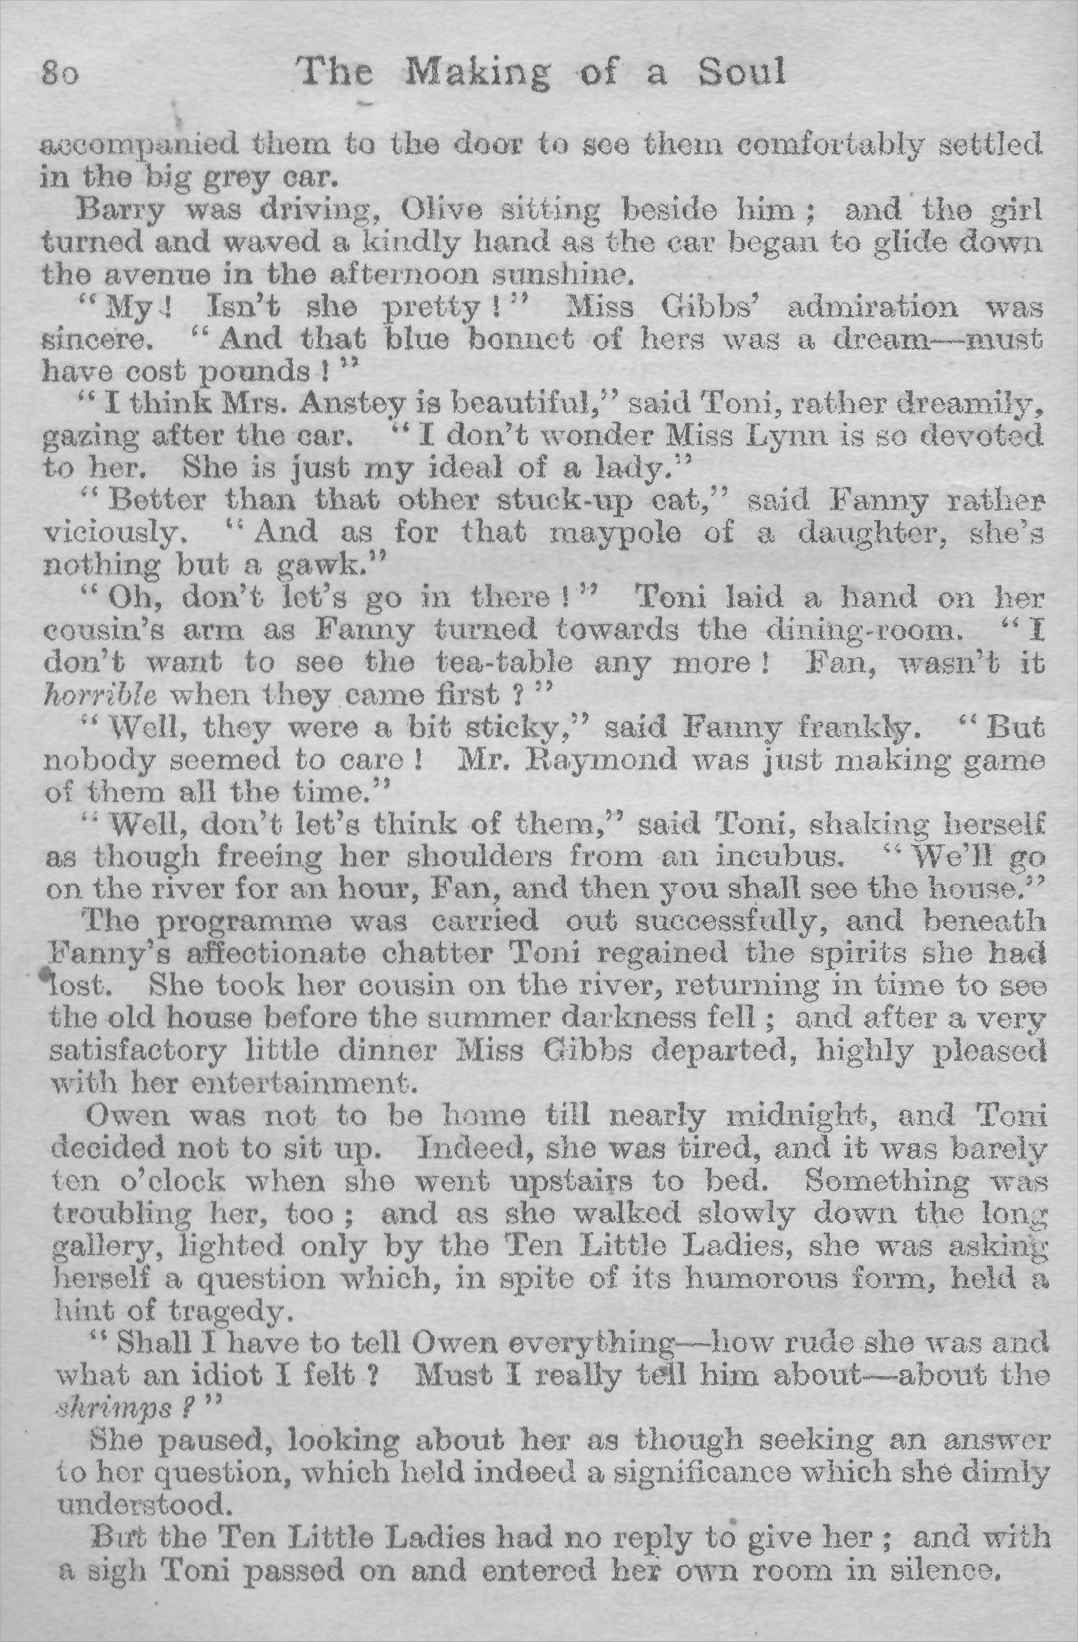 80 The Making of a Soul
accompanied them to the door to see them comfortably settled
in the big grey car.
Barry was driving, Olive sitting beside him ; and the girl
turned and waved a kindly hand as the car began to glide down
the avenue in the afternoon sunshine.
“ My ! Isn’t she pretty ! ” Miss Gibbs’ admiration was
sincere. “ And that blue bonnet of hers was a dream—must
have cost pounds ! ”
“ I think Mrs. Anstey is beautiful,” said Toni, rather dreamily,
gazing after the car. “ I don’t wonder Miss Lynn is so devoted
to her. She is just my ideal of a lady.”
“ Better than that other stuck-up cat,” said Fanny rather
viciously. “ And as for that maypole of a daughter, she’s
nothing but a gawk.”
“ Oh, don’t let’s go in there ! ” Toni laid a hand on her
cousin’s arm as Fanny turned towards the dining-room. “ I
don’t want to see the tea-table any more ! Fan, wasn’t it
horrible when they came first ? ”
“ Well, they were a bit sticky,” said Fanny frankly. “ But
nobody seemed to care ! Mr. Raymond was just making game
of them all the time.”
“ Well, don’t let’s think of them,” said Toni, shaking herself
as though freeing her shoulders from an incubus. “ We’ll go
on the river for an hour, Fan, and then you shall see the house.”
The programme was carried out successfully, and beneath
Fanny’s affectionate chatter Toni regained the spirits she had
lost. She took her cousin on the river, returning in time to see
the old house before the summer darkness fell ; and after a very
satisfactory little dinner Miss Gibbs departed, highly pleased
with her entertainment.
Owen was not to be home till nearly midnight, and Toni
decided not to sit up. Indeed, she was tired, and it was barely
ten o’clock when she went upstairs to bed. Something was
troubling her, too ; and as she walked slowly down the long
gallery, lighted only by the Ten Little Ladies, she was asking
herself a question which, in spite of its humorous form, held a
hint of tragedy.
“ Shall I have to tell Owen everything—how rude she was and
what an idiot I felt ? Must I really tell him about—about the
shrimps ? ”
She paused, looking about her as though seeking an answer
to her question, which held indeed a significance which she dimly
understood.
But the Ten Little Ladies had no reply to give her ; and with
a sigh Toni passed on and entered her own room in silence.